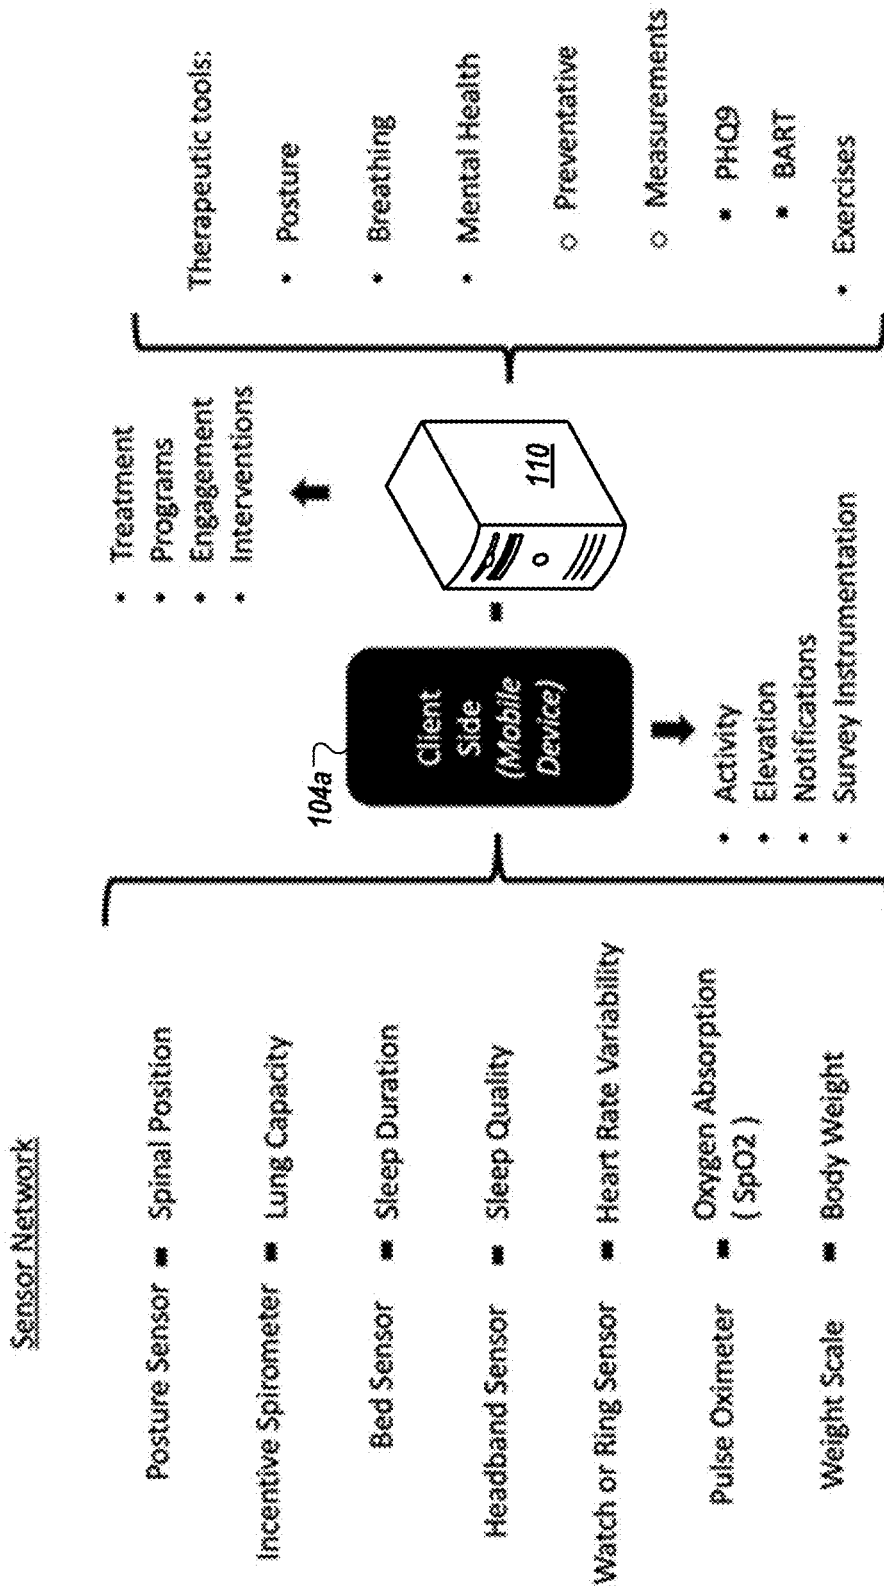 Sensor Network
Posture Sensor
Spinal Position
Incentive Spirometer
Lung Capacity
Bed Sensor
Sleep Duration
Headband Sensor
Sleep Quality
Watch or Ring Sensor
Heart Rate Variability
Pulse Oximeter
Oxygen Absorption
( SpO2 )
Weight Scale
Body Weight
104a
Client
Side
(Mobile
Device)
• Activity
• Elevation
• Notifications
• Survey Instrumentation
110
• Treatment
• Programs
• Engagement
• Interventions
Therapeutic tools:
• Posture
• Breathing
• Mental Health
○ Preventative
○ Measurements
▪ PHQ9
▪ BART
• Exercises